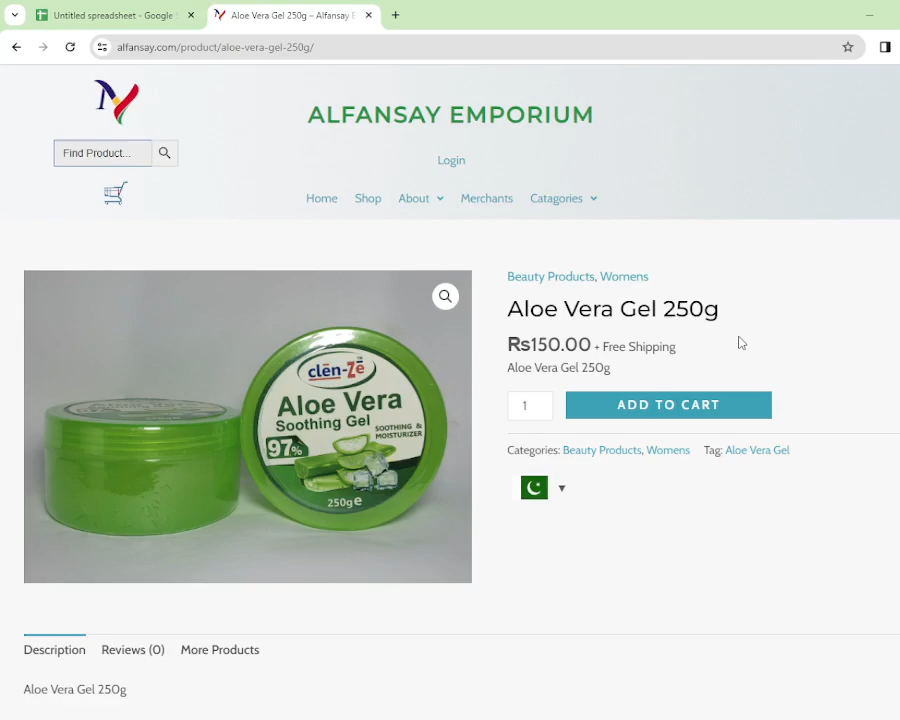 Untitled spreadsheet - Google S
Aloe Vera Gel 250g – Alfansay E
alfansay.com/product/aloe-vera-gel-250g/
ALFANSAY EMPORIUM
Find Product...
Login
Home Shop About Merchants Catagories
Beauty Products, Womens
Aloe Vera Gel 250g
₨150.00 + Free Shipping
Aloe Vera Gel 250g
1 ADD TO CART
Categories: Beauty Products, Womens Tag: Aloe Vera Gel
clēn-Zē
Aloe Vera
Soothing Gel
SOOTHING &
MOISTURIZER
97%
250g e
Description Reviews (0) More Products
Aloe Vera Gel 250g